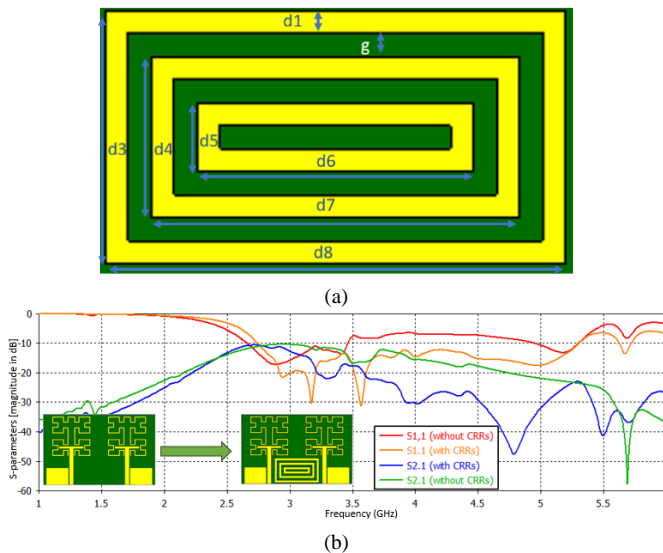 d1
g
d3
d4
d5
d6
d7
d8
(a)
S-parameters [magnitude in dB]
0
-10
-20
-30
-40
-50
-60
S1,1 (without CRRs)
S1.1 (with CRRs)
S2.1 (wth CRRs)
S2.1 (without CRRs)
1 1.5 2 2.5 3 3.5 4 4.5 5 5.5
Frequency (GHz)
(b)